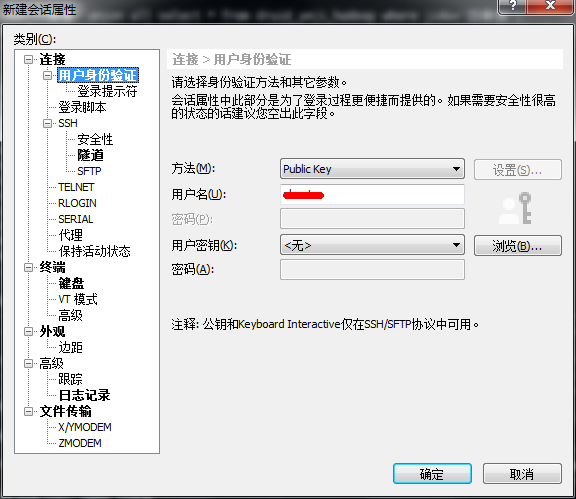 新建会话属性
类别(C):
连接
用户身份验证
登录提示符
登录脚本
SSH
安全性
隧道
SFTP
TELNET
RLOGIN
SERIAL
代理
保持活动状态
终端
键盘
VT 模式
高级
外观
边距
高级
跟踪
日志记录
文件传输
X/YMODEM
ZMODEM
连接 > 用户身份验证
请选择身份验证方法和其它参数。
会话属性中此部分是为了登录过程更便捷而提供的。如果需要安全性很高
的状态的话建议您空出此字段。
方法(M): Public Key 设置(S)...
用户名(U):
密码(P):
用户密钥(K): <无> 浏览(B)...
密码(A):
注释: 公钥和Keyboard Interactive仅在SSH/SFTP协议中可用。
确定 取消